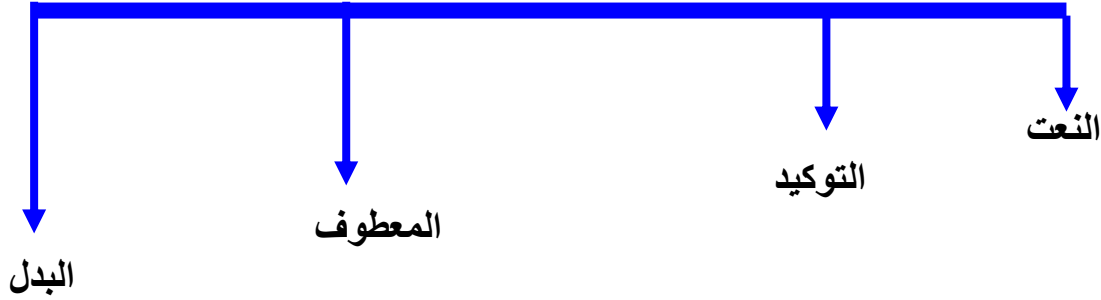 النعت
التوكيد
المعطوف
البدل